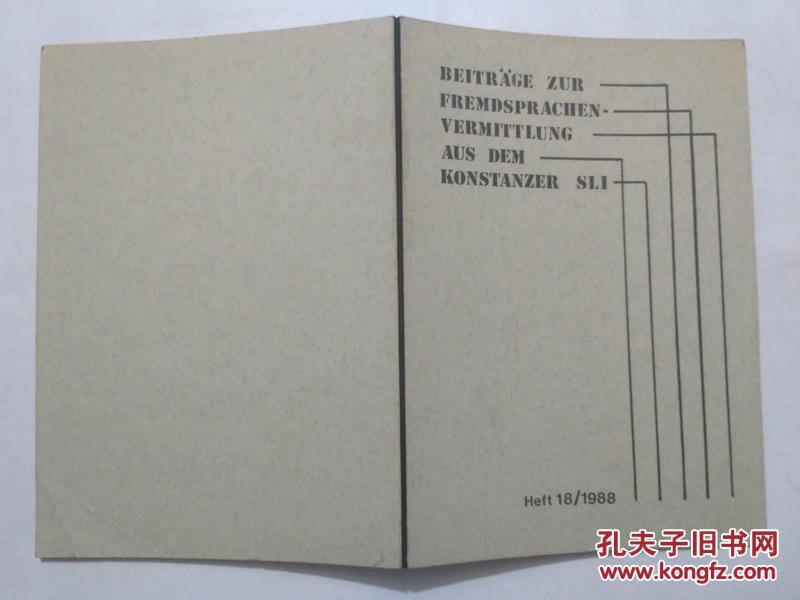 BEITRÄGE ZUR
FREMDSPRACHEN-
VERMITTLUNG
AUS DEM
KONSTANZER SLI
Heft 18/1988
孔夫子旧书网
www.kongfz.com